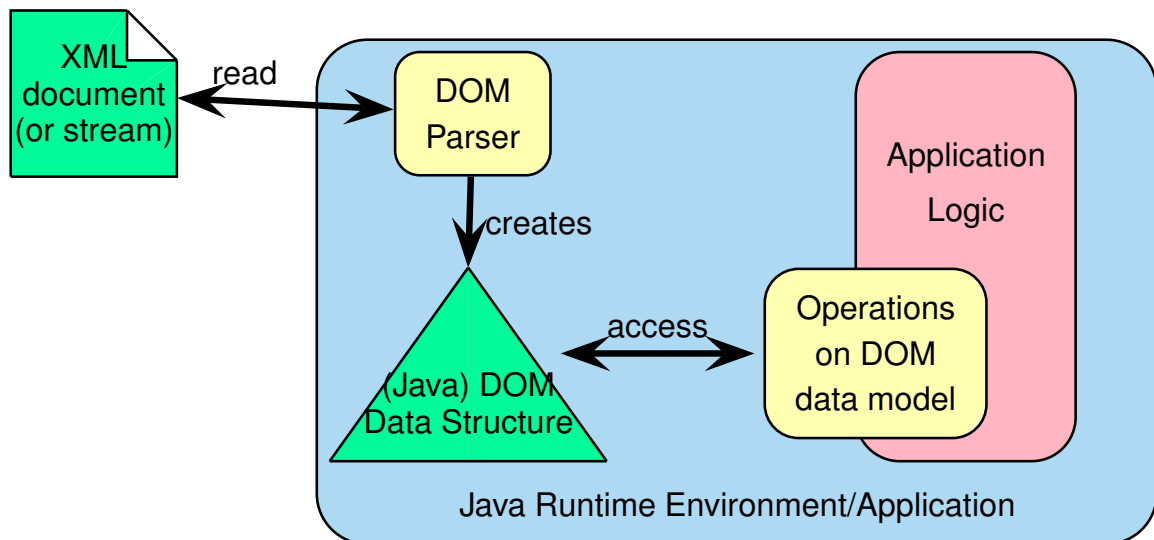 XML
document
(or stream)
read
DOM
Parser
creates
(Java) DOM
Data Structure
access
Application
Logic
Operations
on DOM
data model
Java Runtime Environment/Application